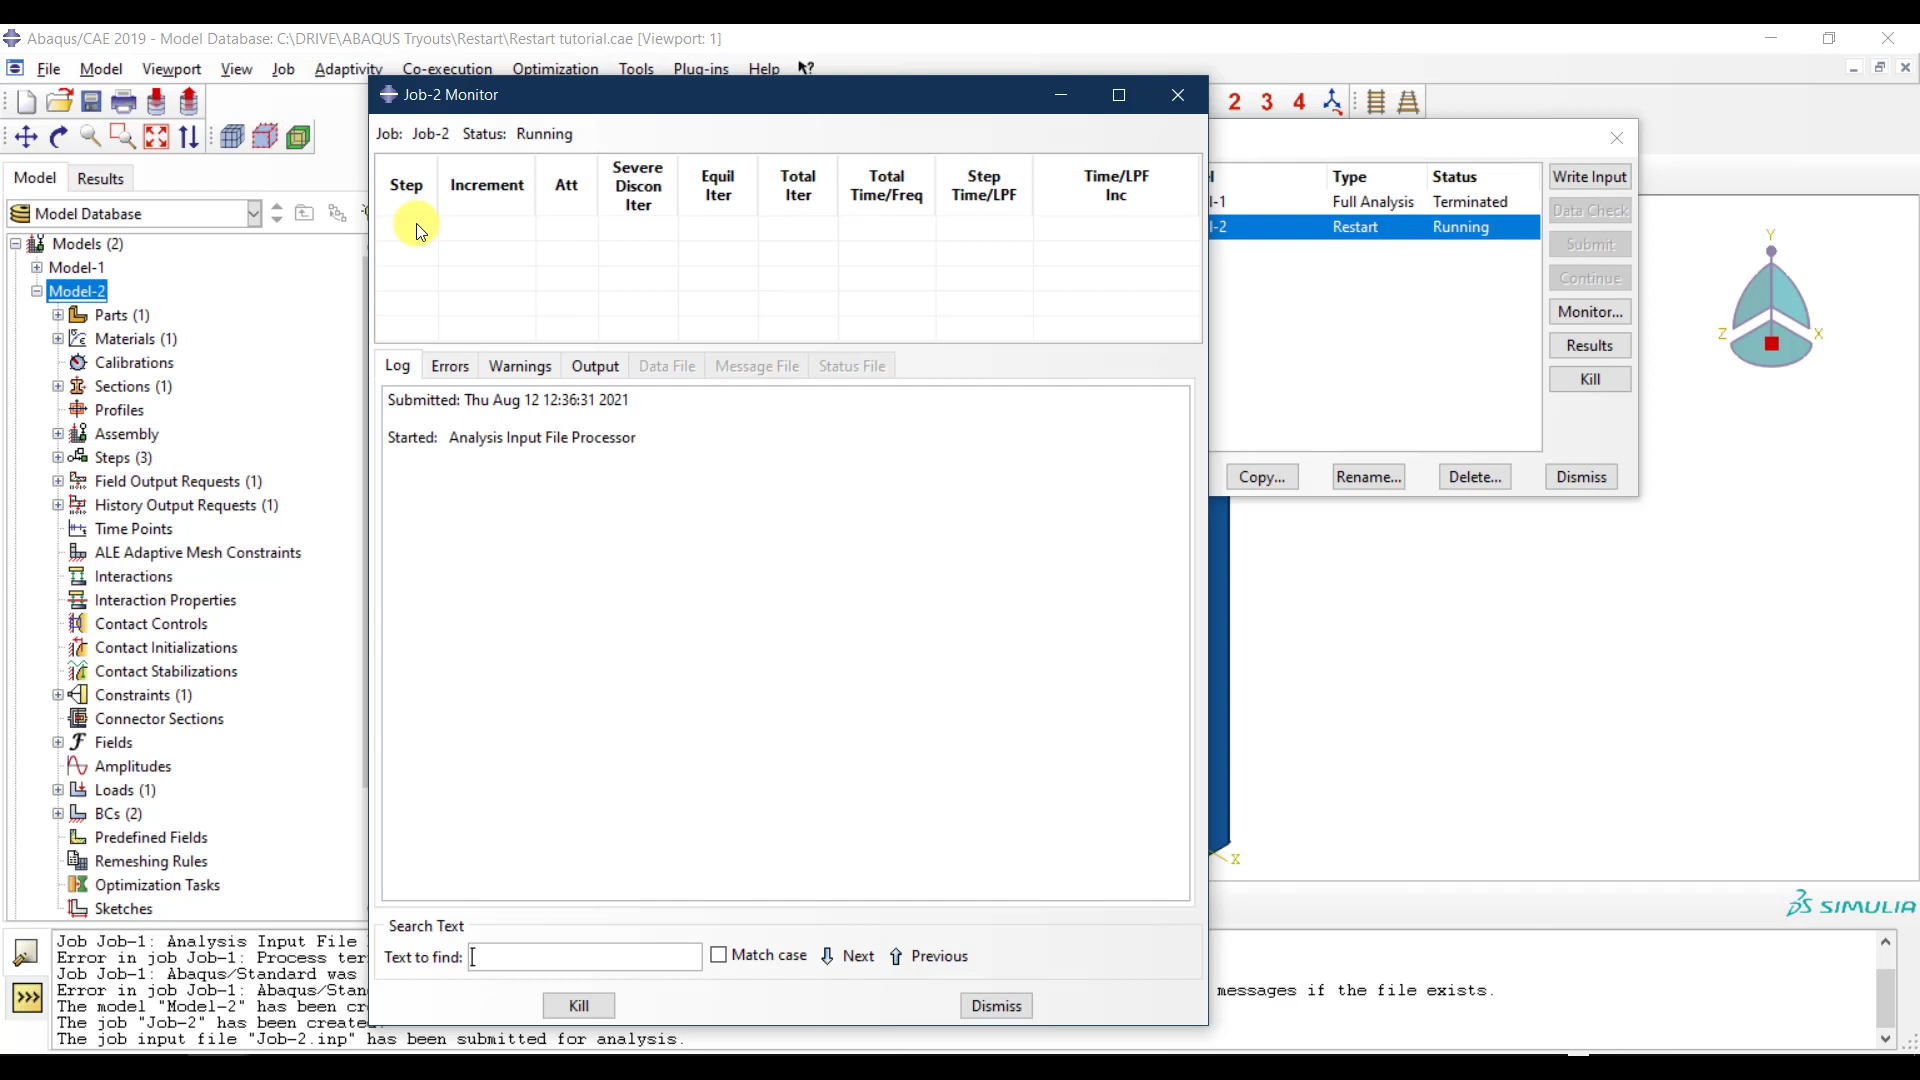 Abaqus/CAE 2019 - Model Database: C:\DRIVE\ABAQUS Tryouts\Restart\Restart tutorial.cae [Viewport: 1]
File Model Viewport View Job Adaptivity Co-execution Optimization Tools Plug-ins Help
2 3 4
Job-2 Monitor
Job: Job-2 Status: Running
Step Increment Att Severe Discon Iter Equil Iter Total Iter Total Time/Freq Step Time/LPF Time/LPF Inc
Type Status
l-1 Full Analysis Terminated
l-2 Restart Running
Write Input
Data Check
Submit
Continue
Monitor...
Results
Kill
Copy... Rename... Delete... Dismiss
Y
Z X
Model Results
Model Database
Models (2)
Model-1
Model-2
Parts (1)
Materials (1)
Calibrations
Sections (1)
Profiles
Assembly
Steps (3)
Field Output Requests (1)
History Output Requests (1)
Time Points
ALE Adaptive Mesh Constraints
Interactions
Interaction Properties
Contact Controls
Contact Initializations
Contact Stabilizations
Constraints (1)
Connector Sections
Fields
Amplitudes
Loads (1)
BCs (2)
Predefined Fields
Remeshing Rules
Optimization Tasks
Sketches
Log Errors Warnings Output Data File Message File Status File
Submitted: Thu Aug 12 12:36:31 2021
Started: Analysis Input File Processor
X
SIMULIA
Search Text
Text to find: Match case Next Previous
Kill Dismiss
Job Job-1: Analysis Input File
Error in job Job-1: Process ter
Job Job-1: Abaqus/Standard was
Error in job Job-1: Abaqus/Stan messages if the file exists.
The model "Model-2" has been cr
The job "Job-2" has been create
The job input file "Job-2.inp" has been submitted for analysis.